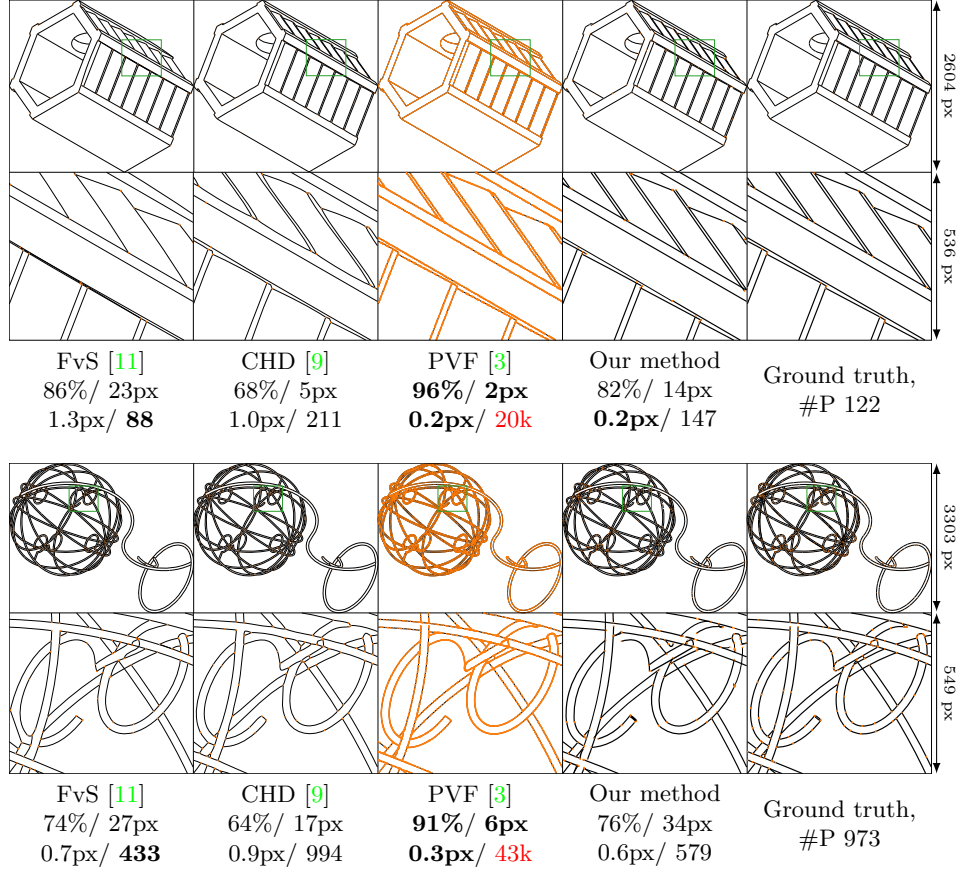 2604 px
536 px
FvS [11]
86%/ 23px
1.3px/ 88
CHD [9]
68%/ 5px
1.0px/ 211
PVF [3]
96%/ 2px
0.2px/ 20k
Our method
82%/ 14px
0.2px/ 147
Ground truth,
#P 122
3303 px
549 px
FvS [11]
74%/ 27px
0.7px/ 433
CHD [9]
64%/ 17px
0.9px/ 994
PVF [3]
91%/ 6px
0.3px/ 43k
Our method
76%/ 34px
0.6px/ 579
Ground truth,
#P 973